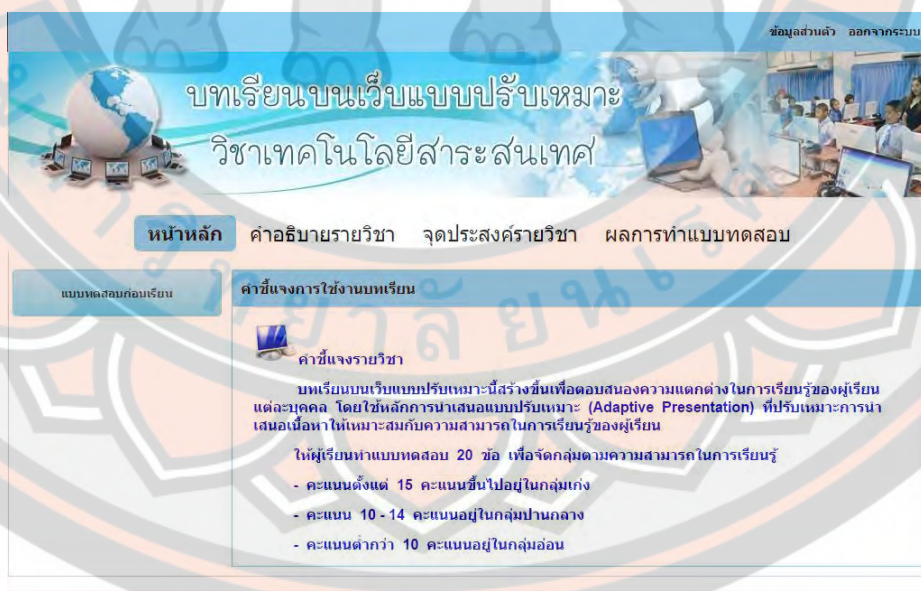 ข้อมูลส่วนตัว ออกจากระบบ
บทเรียนบนเว็บแบบปรับเหมาะ
วิชาเทคโนโลยีสาระสนเทศ
หน้าหลัก คำอธิบายรายวิชา จุดประสงค์รายวิชา ผลการทำแบบทดสอบ
แบบทดสอบก่อนเรียน
คำชี้แจงการใช้งานบทเรียน
คำชี้แจงรายวิชา
บทเรียนบนเว็บแบบปรับเหมาะนี้สร้างขึ้นเพื่อตอบสนองความแตกต่างในการเรียนรู้ของผู้เรียน
แต่ละบุคคล โดยใช้หลักการนำเสนอแบบปรับเหมาะ (Adaptive Presentation) ที่ปรับเหมาะการนำ
เสนอเนื้อหาให้เหมาะสมกับความสามารถในการเรียนรู้ของผู้เรียน
ให้ผู้เรียนทำแบบทดสอบ 20 ข้อ เพื่อจัดกลุ่มตามความสามารถในการเรียนรู้
- คะแนนตั้งแต่ 15 คะแนนขึ้นไปอยู่ในกลุ่มเก่ง
- คะแนน 10 - 14 คะแนนอยู่ในกลุ่มปานกลาง
- คะแนนต่ำกว่า 10 คะแนนอยู่ในกลุ่มอ่อน